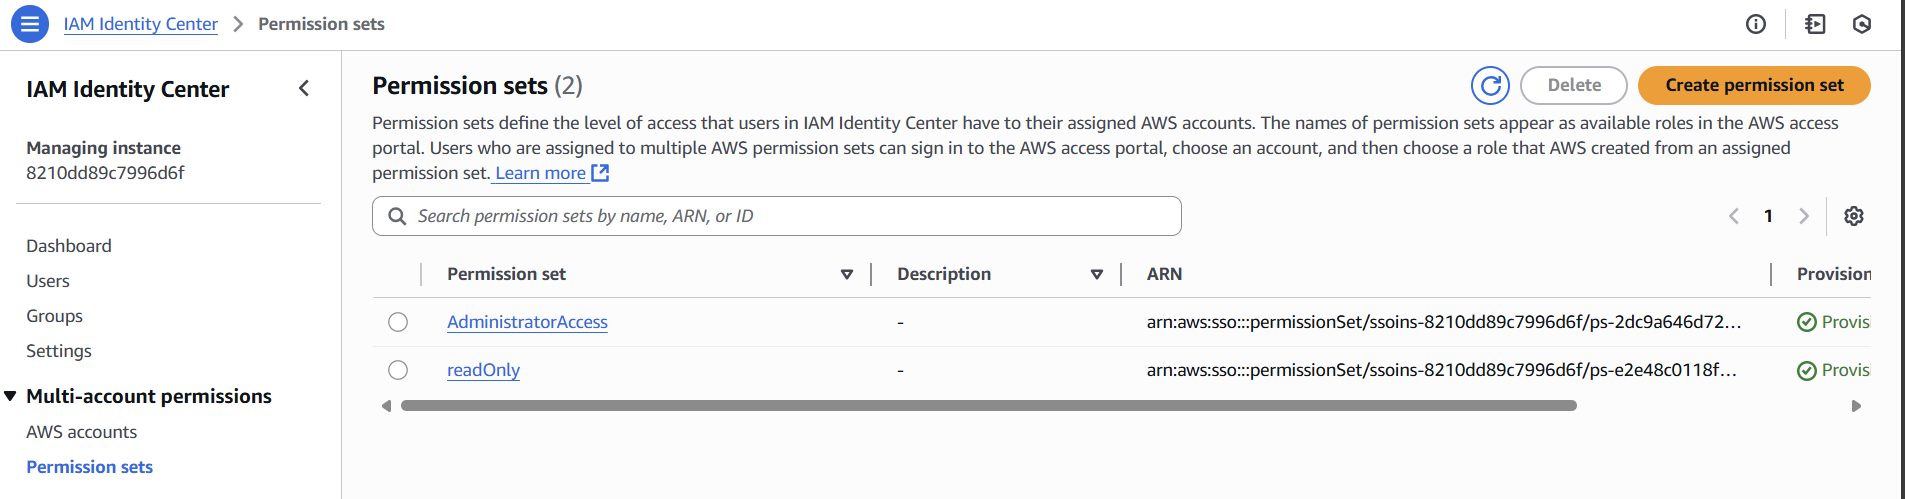 IAM Identity Center > Permission sets
IAM Identity Center
Managing instance
8210dd89c7996d6f
Dashboard
Users
Groups
Settings
Multi-account permissions
AWS accounts
Permission sets
Permission sets (2)
Delete
Create permission set
Permission sets define the level of access that users in IAM Identity Center have to their assigned AWS accounts. The names of permission sets appear as available roles in the AWS access
portal. Users who are assigned to multiple AWS permission sets can sign in to the AWS access portal, choose an account, and then choose a role that AWS created from an assigned
permission set. Learn more
Search permission sets by name, ARN, or ID
1
Permission set Description ARN Provision
AdministratorAccess - arn:aws:sso:::permissionSet/ssoins-8210dd89c7996d6f/ps-2dc9a646d72... Provisi
readOnly - arn:aws:sso:::permissionSet/ssoins-8210dd89c7996d6f/ps-e2e48c0118f... Provisi